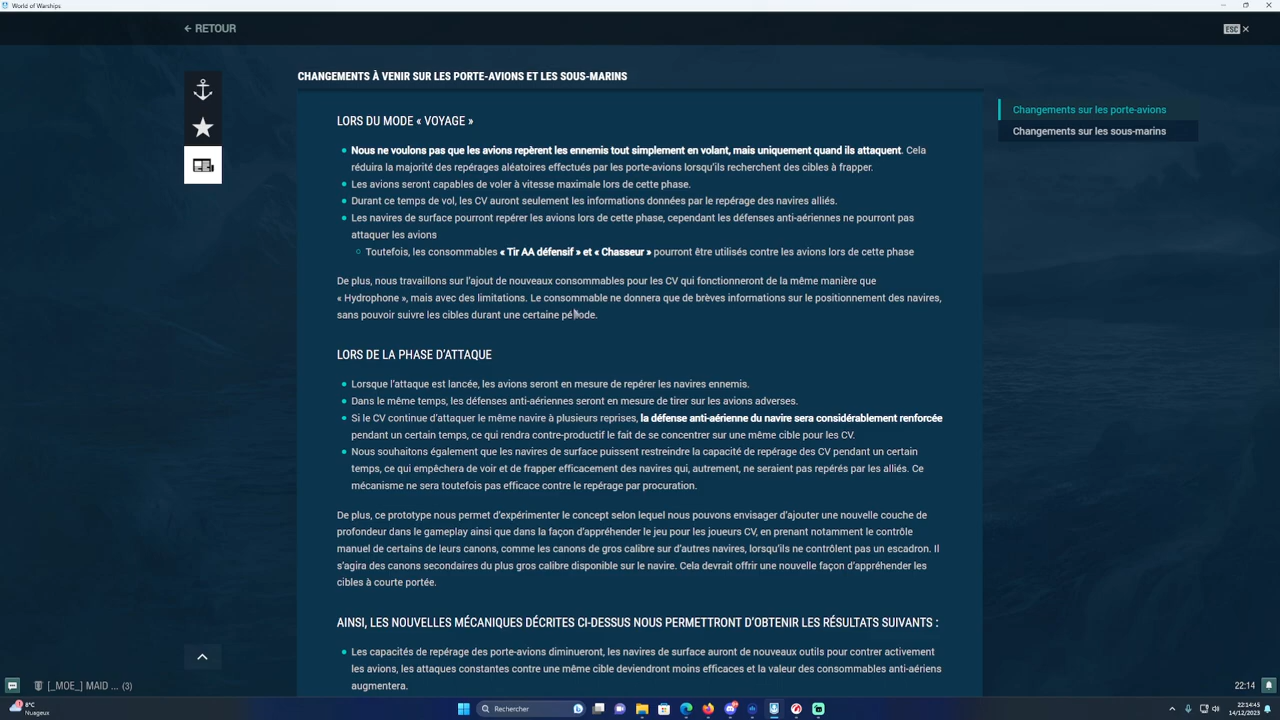 World of Warships
← RETOUR
ESC ×
CHANGEMENTS À VENIR SUR LES PORTE-AVIONS ET LES SOUS-MARINS
Changements sur les porte-avions
Changements sur les sous-marins
LORS DU MODE « VOYAGE »
Nous ne voulons pas que les avions repèrent les ennemis tout simplement en volant, mais uniquement quand ils attaquent. Cela
réduira la majorité des repérages aléatoires effectués par les porte-avions lorsqu'ils recherchent des cibles à frapper.
Les avions seront capables de voler à vitesse maximale lors de cette phase.
Durant ce temps de vol, les CV auront seulement les informations données par le repérage des navires alliés.
Les navires de surface pourront repérer les avions lors de cette phase, cependant les défenses anti-aériennes ne pourront pas
attaquer les avions
Toutefois, les consommables « Tir AA défensif » et « Chasseur » pourront être utilisés contre les avions lors de cette phase
De plus, nous travaillons sur l'ajout de nouveaux consommables pour les CV qui fonctionneront de la même manière que
« Hydrophone », mais avec des limitations. Le consommable ne donnera que de brèves informations sur le positionnement des navires,
sans pouvoir suivre les cibles durant une certaine période.
LORS DE LA PHASE D'ATTAQUE
Lorsque l'attaque est lancée, les avions seront en mesure de repérer les navires ennemis.
Dans le même temps, les défenses anti-aériennes seront en mesure de tirer sur les avions adverses.
Si le CV continue d'attaquer le même navire à plusieurs reprises, la défense anti-aérienne du navire sera considérablement renforcée
pendant un certain temps, ce qui rendra contre-productif le fait de se concentrer sur une même cible pour les CV.
Nous souhaitons également que les navires de surface puissent restreindre la capacité de repérage des CV pendant un certain
temps, ce qui empêchera de voir et de frapper efficacement des navires qui, autrement, ne seraient pas repérés par les alliés. Ce
mécanisme ne sera toutefois pas efficace contre le repérage par procuration.
De plus, ce prototype nous permet d'expérimenter le concept selon lequel nous pouvons envisager d'ajouter une nouvelle couche de
profondeur dans le gameplay ainsi que dans la façon d'appréhender le jeu pour les joueurs CV, en prenant notamment le contrôle
manuel de certains de leurs canons, comme les canons de gros calibre sur d'autres navires, lorsqu'ils ne contrôlent pas un escadron. Il
s'agira des canons secondaires du plus gros calibre disponible sur le navire. Cela devrait offrir une nouvelle façon d'appréhender les
cibles à courte portée.
AINSI, LES NOUVELLES MÉCANIQUES DÉCRITES CI-DESSUS NOUS PERMETTRONT D'OBTENIR LES RÉSULTATS SUIVANTS :
Les capacités de repérage des porte-avions diminueront, les navires de surface auront de nouveaux outils pour contrer activement
les avions, les attaques constantes contre une même cible deviendront moins efficaces et la valeur des consommables anti-aériens
augmentera.
[_MOE_] MAID ... (3)
22:14
8°C
Nuageux
Rechercher
22:14:45
14/12/2023